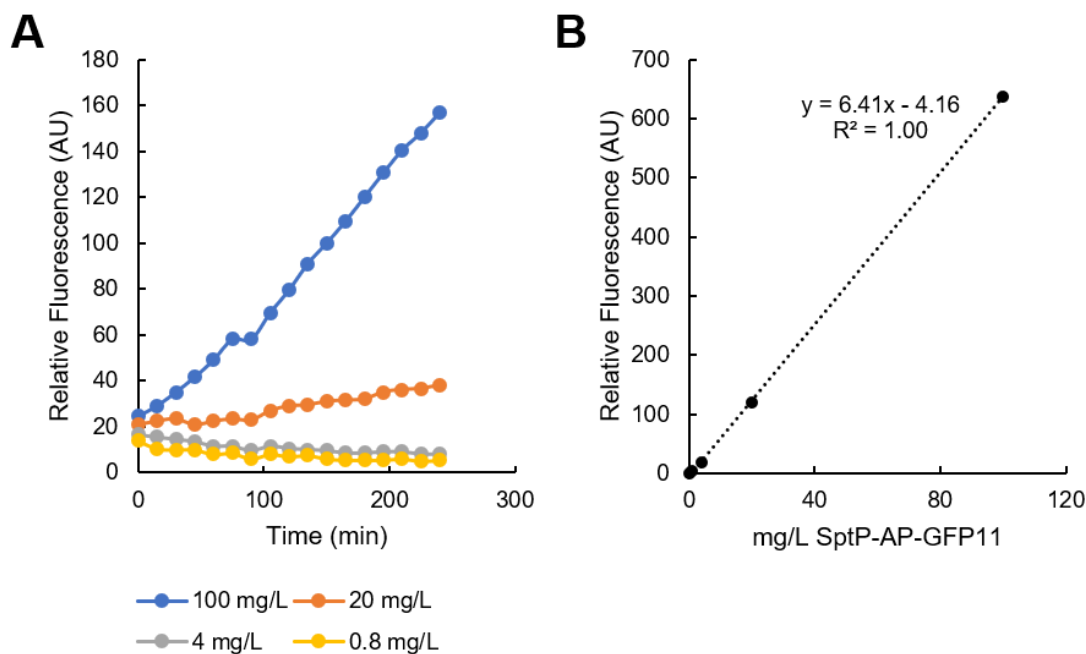 A
180
160
140
120
100
80
60
40
20
0
Relative Fluorescence (AU)
0 100 200 300
Time (min)
100 mg/L 20 mg/L
4 mg/L 0.8 mg/L
B
700
600
500
400
300
200
100
0
Relative Fluorescence (AU)
y = 6.41x - 4.16
R² = 1.00
0 40 80 120
mg/L SptP-AP-GFP11